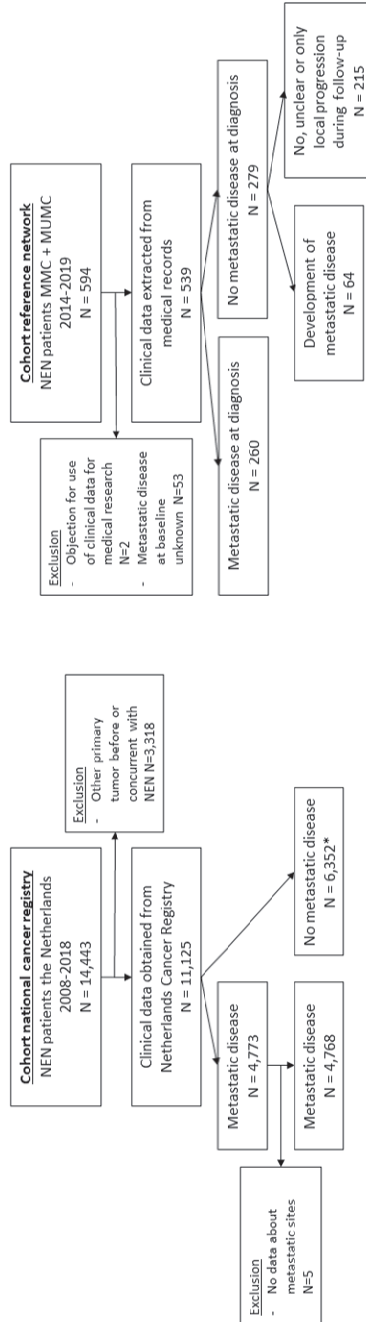 Cohort national cancer registry
NEN patients the Netherlands
2008-2018
N = 14,443
Exclusion
- Other primary
tumor before or
concurrent with
NEN N=3,318
Clinical data obtained from
Netherlands Cancer Registry
N = 11,125
Metastatic disease
N = 4,773
No metastatic disease
N = 6,352*
Exclusion
- No data about
metastatic sites
N=5
Metastatic disease
N = 4,768
Cohort reference network
NEN patients MMC + MUMC
2014-2019
N = 594
Exclusion
- Objection for use
of clinical data for
medical research
N=2
- Metastatic disease
at baseline
unknown N=53
Clinical data extracted from
medical records
N = 539
Metastatic disease at diagnosis
N = 260
No metastatic disease at diagnosis
N = 279
Development of
metastatic disease
N = 64
No, unclear or only
local progression
during follow-up
N = 215